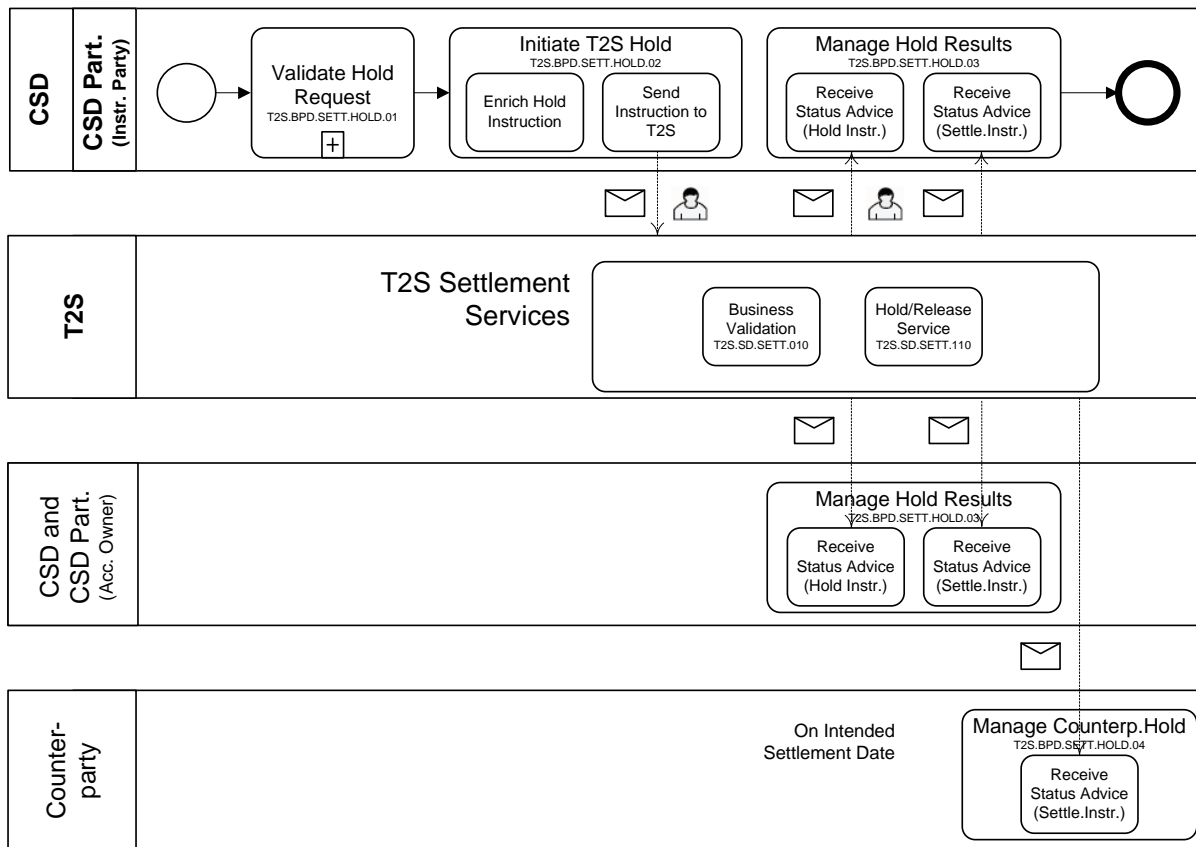 CSD
CSD Part.
(Instr. Party)
Validate Hold
Request
T2S.BPD.SETT.HOLD.01
+
Initiate T2S Hold
T2S.BPD.SETT.HOLD.02
Enrich Hold
Instruction
Send
Instruction to
T2S
Manage Hold Results
T2S.BPD.SETT.HOLD.03
Receive
Status Advice
(Hold Instr.)
Receive
Status Advice
(Settle.Instr.)
T2S
T2S Settlement
Services
Business
Validation
T2S.SD.SETT.010
Hold/Release
Service
T2S.SD.SETT.110
CSD and
CSD Part.
(Acc. Owner)
Manage Hold Results
T2S.BPD.SETT.HOLD.03
Receive
Status Advice
(Hold Instr.)
Receive
Status Advice
(Settle.Instr.)
Counter-
party
On Intended
Settlement Date
Manage Counterp.Hold
T2S.BPD.SETT.HOLD.04
Receive
Status Advice
(Settle.Instr.)